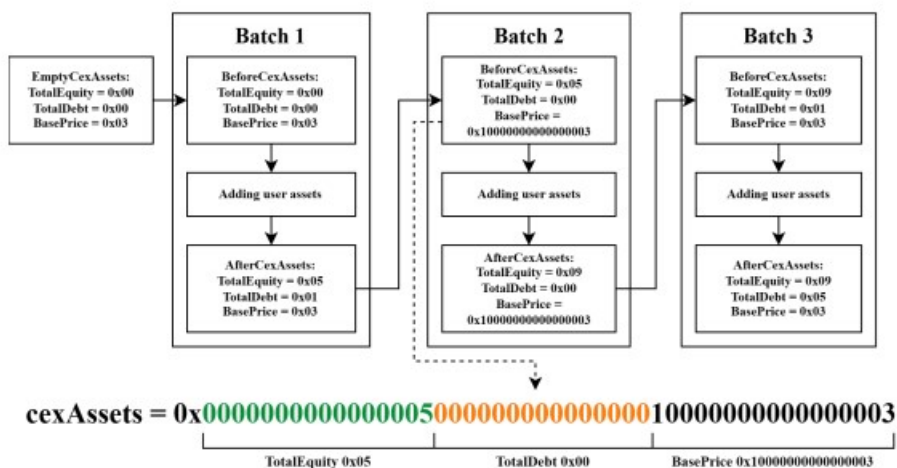 Batch 1
Batch 2
Batch 3
EmptyCexAssets:
TotalEquity = 0x00
TotalDebt = 0x00
BasePrice = 0x03
BeforeCexAssets:
TotalEquity = 0x00
TotalDebt = 0x00
BasePrice = 0x03
Adding user assets
AfterCexAssets:
TotalEquity = 0x05
TotalDebt = 0x01
BasePrice = 0x03
BeforeCexAssets:
TotalEquity = 0x05
TotalDebt = 0x00
BasePrice =
0x10000000000000003
Adding user assets
AfterCexAssets:
TotalEquity = 0x09
TotalDebt = 0x00
BasePrice =
0x10000000000000003
BeforeCexAssets:
TotalEquity = 0x09
TotalDebt = 0x01
BasePrice = 0x03
Adding user assets
AfterCexAssets:
TotalEquity = 0x09
TotalDebt = 0x05
BasePrice = 0x03
cexAssets = 0x000000000000000500000000000000010000000000000003
TotalEquity 0x05
TotalDebt 0x00
BasePrice 0x10000000000000003